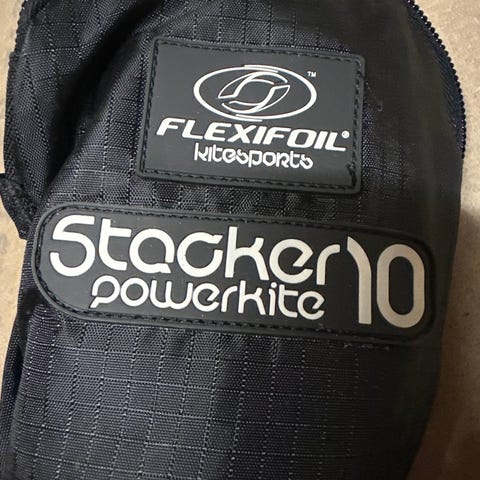 ™
FLEXIFOIL®
kitesports
Stacker 10
powerkite